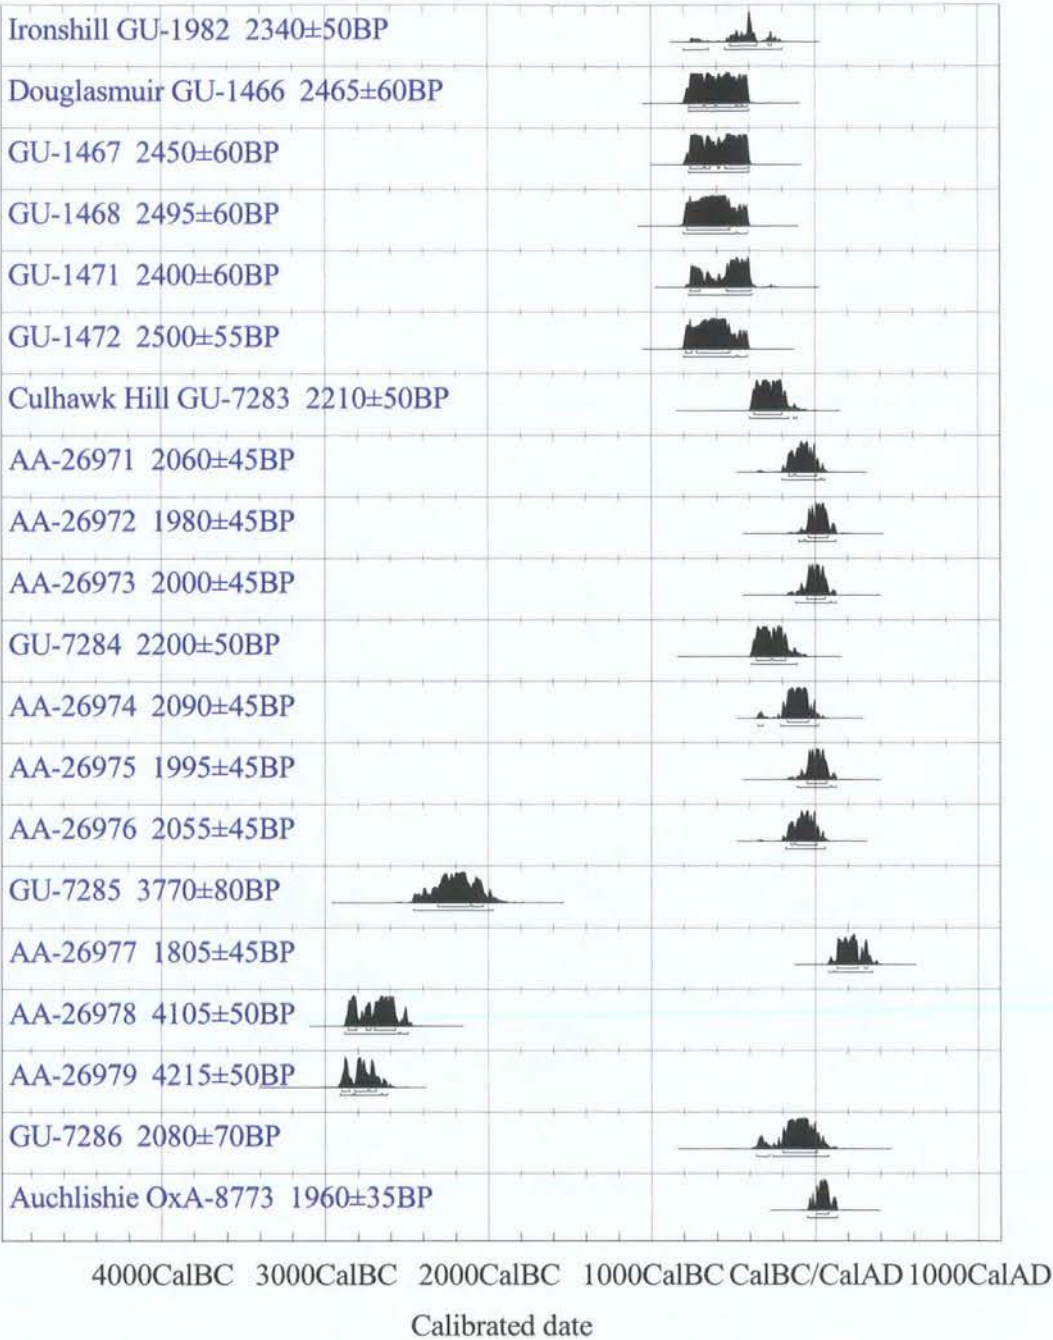 Ironshill GU-1982 2340±50BP
Douglasmuir GU-1466 2465±60BP
GU-1467 2450±60BP
GU-1468 2495±60BP
GU-1471 2400±60BP
GU-1472 2500±55BP
Culhawk Hill GU-7283 2210±50BP
AA-26971 2060±45BP
AA-26972 1980±45BP
AA-26973 2000±45BP
GU-7284 2200±50BP
AA-26974 2090±45BP
AA-26975 1995±45BP
AA-26976 2055±45BP
GU-7285 3770±80BP
AA-26977 1805±45BP
AA-26978 4105±50BP
AA-26979 4215±50BP
GU-7286 2080±70BP
Auchlishie OxA-8773 1960±35BP
4000CalBC 3000CalBC 2000CalBC 1000CalBC CalBC/CalAD 1000CalAD
Calibrated date